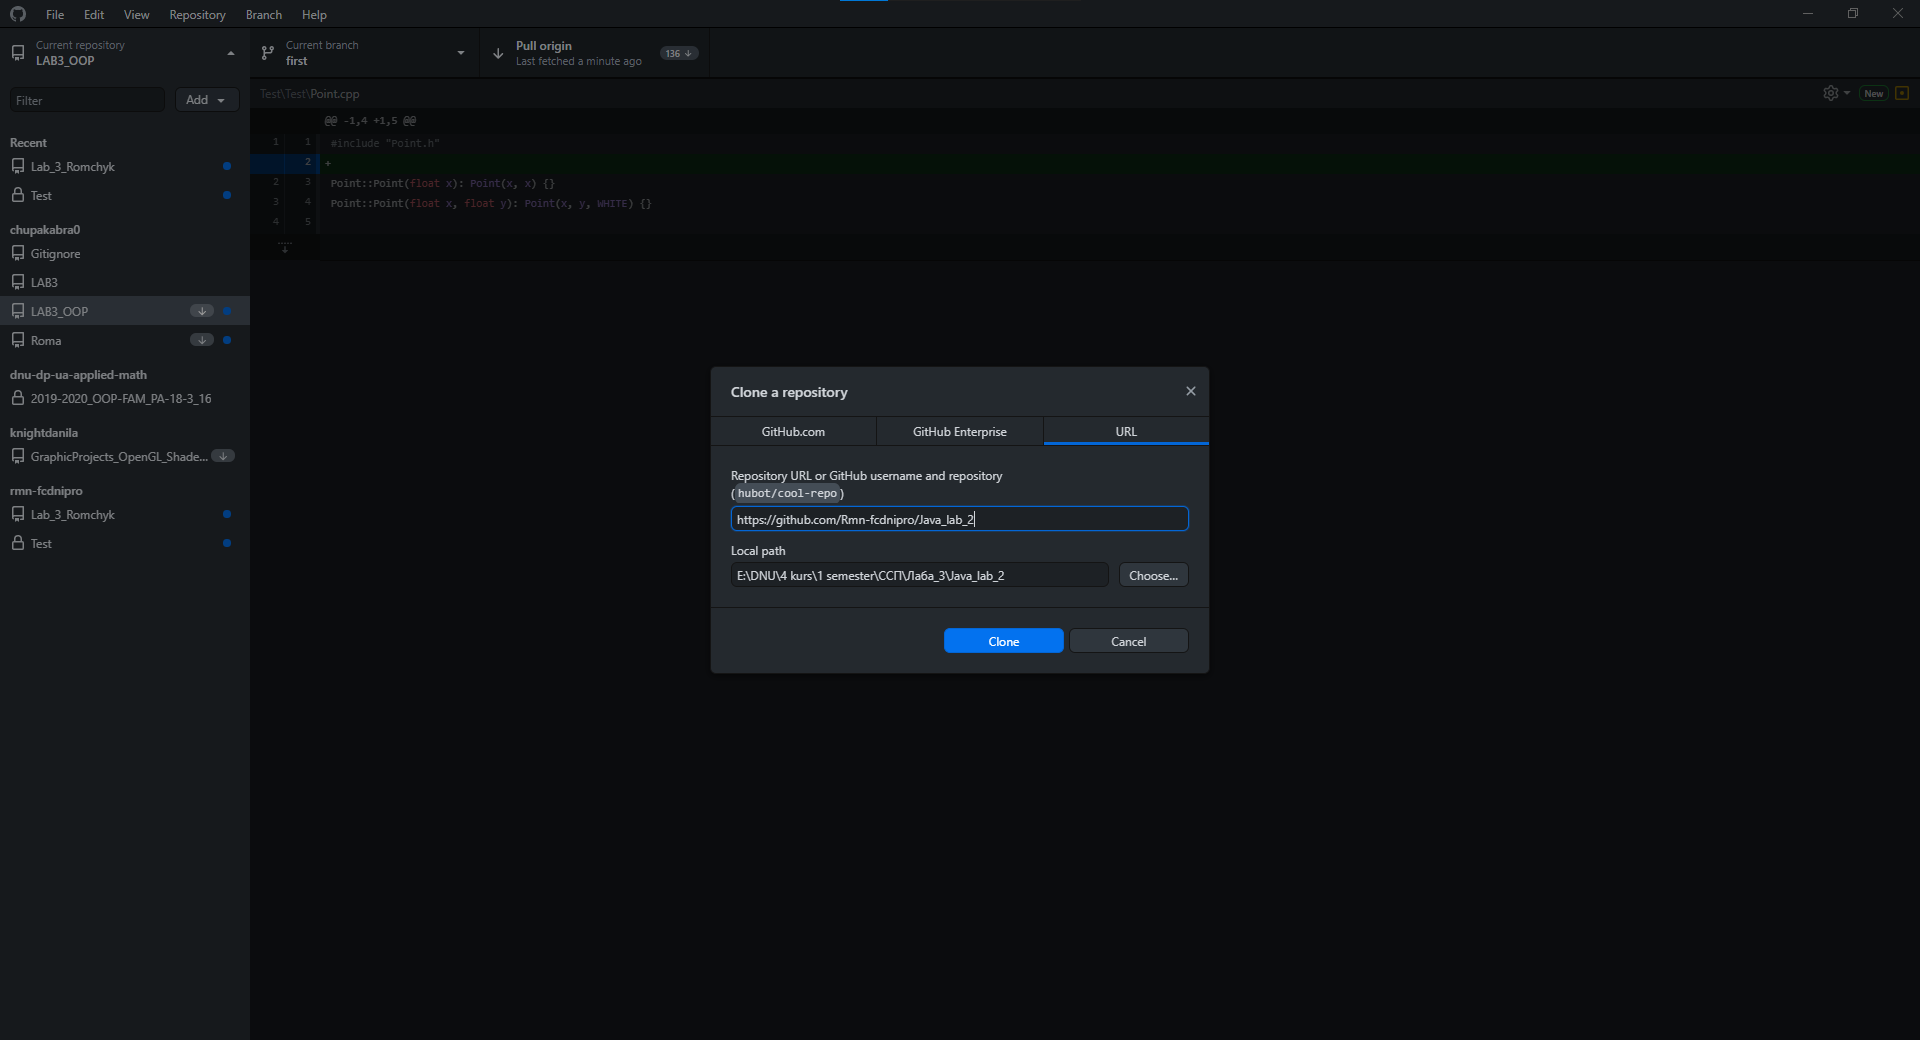 File Edit View Repository Branch Help
Current repository
LAB3_OOP
Current branch
first
Pull origin
Last fetched a minute ago
136
Filter
Add
Recent
Lab_3_Romchyk
Test
chupakabra0
Gitignore
LAB3
LAB3_OOP
Roma
dnu-dp-ua-applied-math
2019-2020_OOP-FAM_PA-18-3_16
knightdanila
GraphicProjects_OpenGL_Shade...
rmn-fcdnipro
Lab_3_Romchyk
Test
Test\Test\Point.cpp
New
@@ -1,4 +1,5 @@
1 1 #include "Point.h"
2 +
2 3 Point::Point(float x): Point(x, x) {}
3 4 Point::Point(float x, float y): Point(x, y, WHITE) {}
4 5
Clone a repository
GitHub.com GitHub Enterprise URL
Repository URL or GitHub username and repository
(hubot/cool-repo)
https://github.com/Rmn-fcdnipro/Java_lab_2
Local path
E:\DNU\4 kurs\1 semester\ССП\Лаба_3\Java_lab_2
Choose...
Clone Cancel